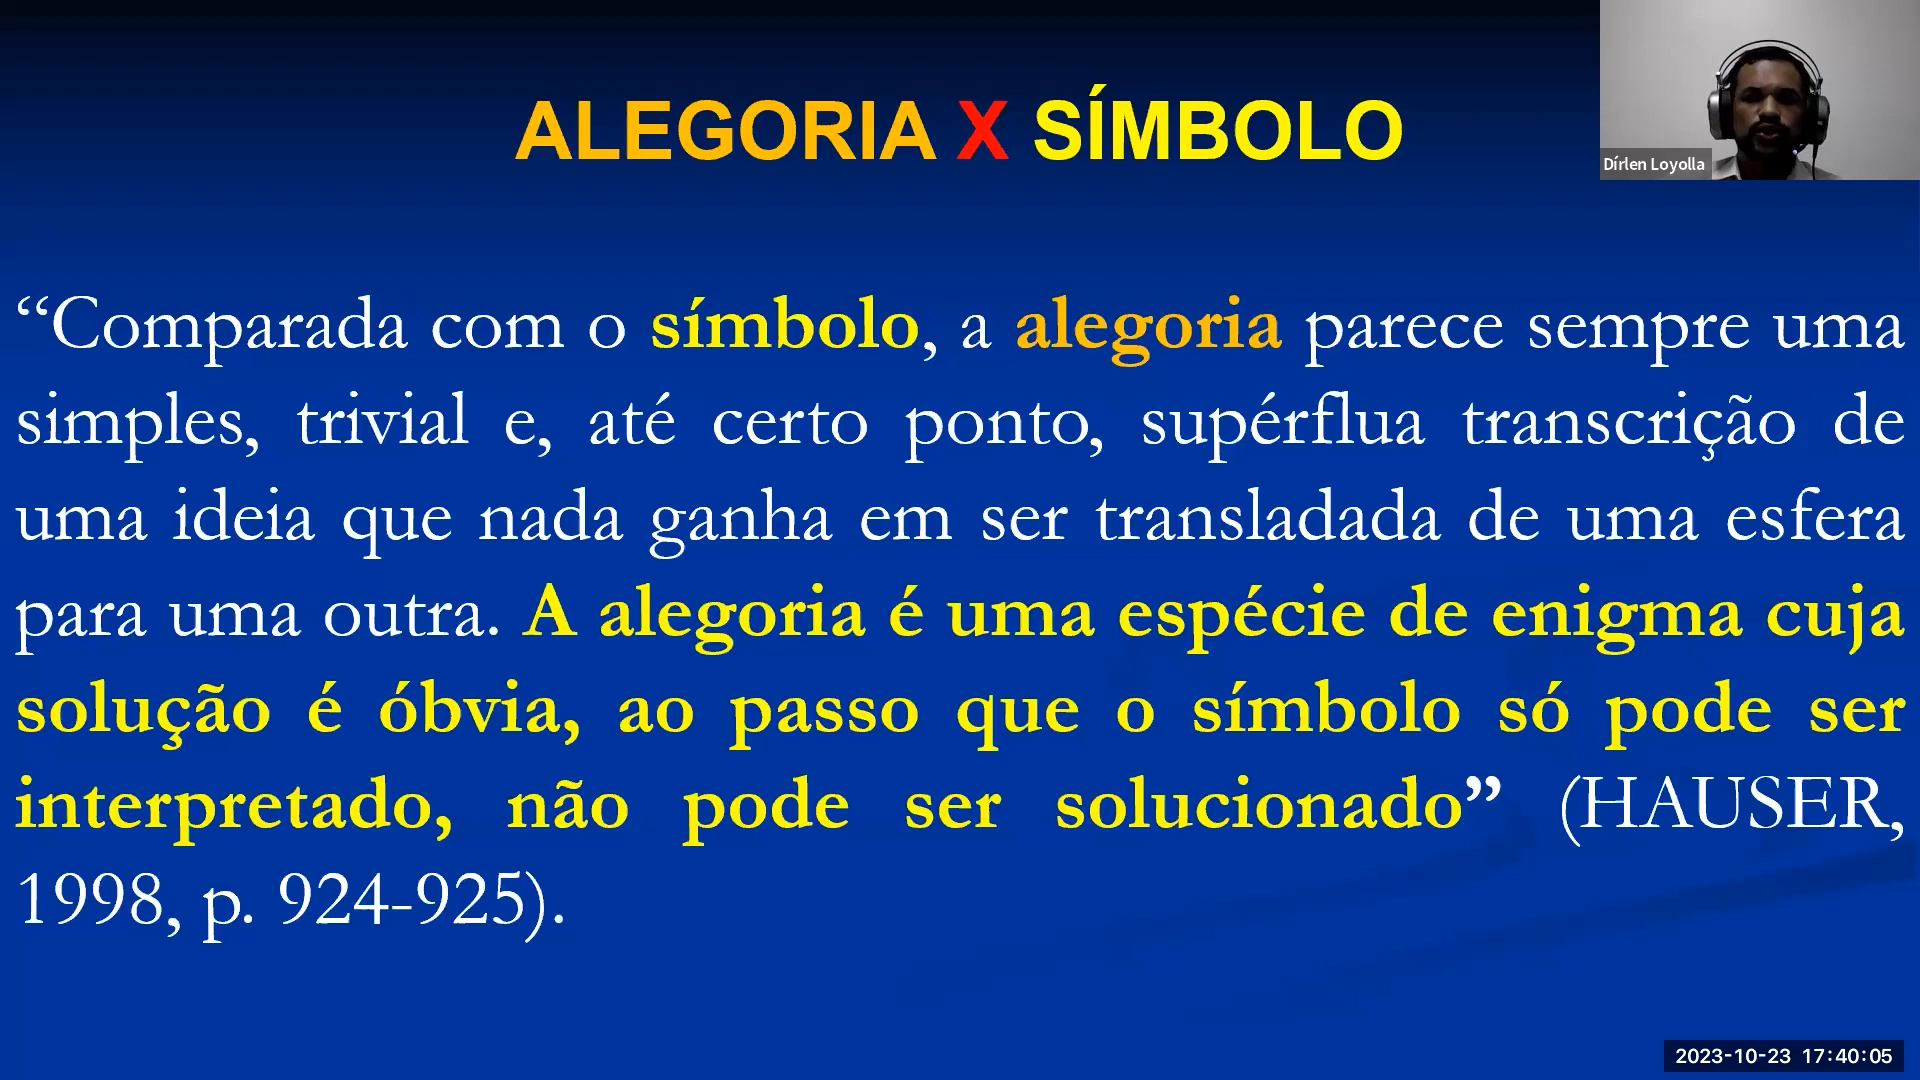 ALEGORIA X SÍMBOLO
Dírlen Loyolla
“Comparada com o símbolo, a alegoria parece sempre uma
simples, trivial e, até certo ponto, supérflua transcrição de
uma ideia que nada ganha em ser transladada de uma esfera
para uma outra. A alegoria é uma espécie de enigma cuja
solução é óbvia, ao passo que o símbolo só pode ser
interpretado, não pode ser solucionado” (HAUSER,
1998, p. 924-925).
2023-10-23 17:40:05